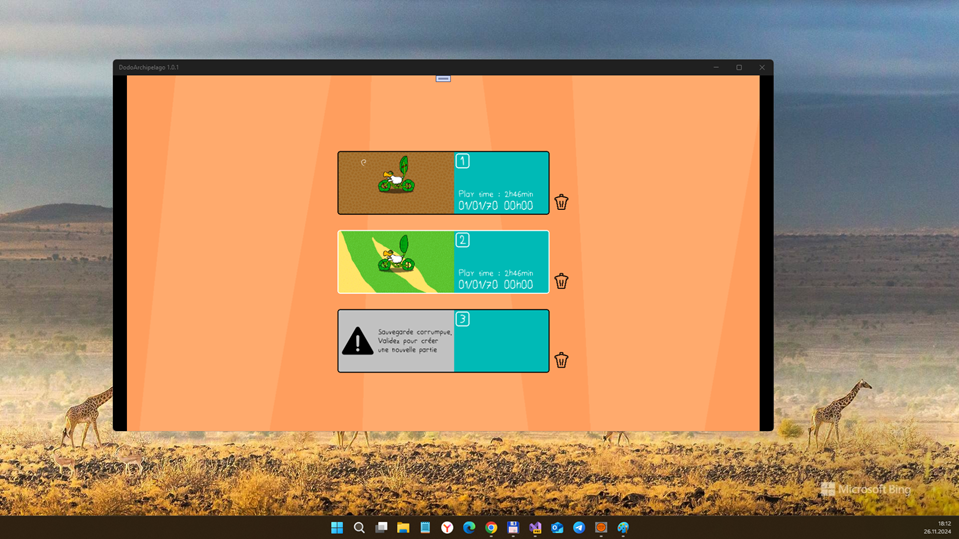 DodoArchipelago 1.0.1
1
Play time : 2h46min
01/01/70 00h00
2
Play time : 2h46min
01/01/70 00h00
3
Sauvegarde corrumpue,
Validez pour créer
une nouvelle partie
Microsoft Bing
18:12
26.11.2024